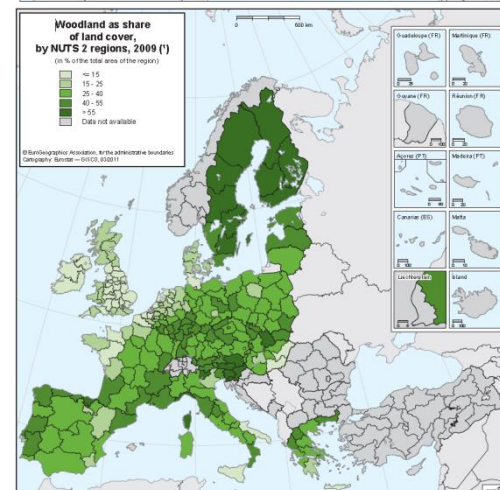 Woodland as share
of land cover,
by NUTS 2 regions, 2009 (¹)
(in % of the total area of the region)
<= 15
15 - 25
25 - 40
40 - 55
> 55
Data not available
© EuroGeographics Association, for the administrative boundaries
Cartography: Eurostat — GISCO, 03/2011
600 km
Guadeloupe (FR)
Martinique (FR)
Guyane (FR)
Réunion (FR)
Açores (PT)
Madeira (PT)
Canarias (ES)
Malta
Liechtenstein
Ísland